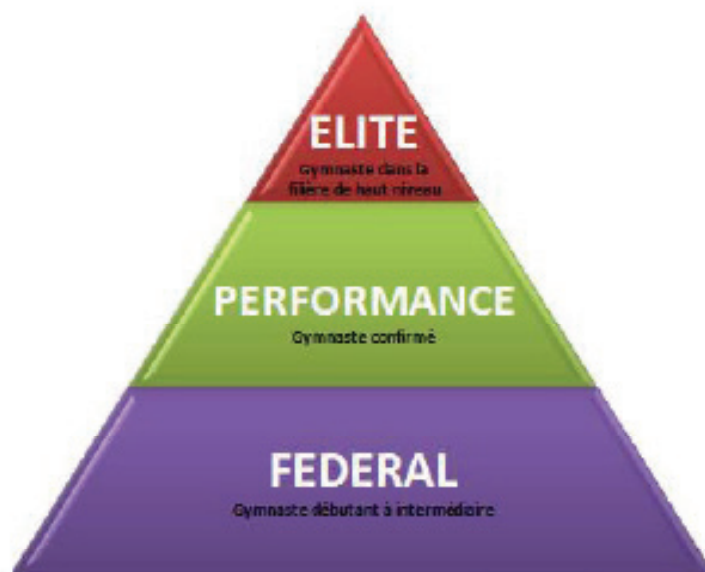 ELITE
Gymnaste dans la
filière de haut niveau
PERFORMANCE
Gymnaste confirmé
FEDERAL
Gymnaste débutant à intermédiaire